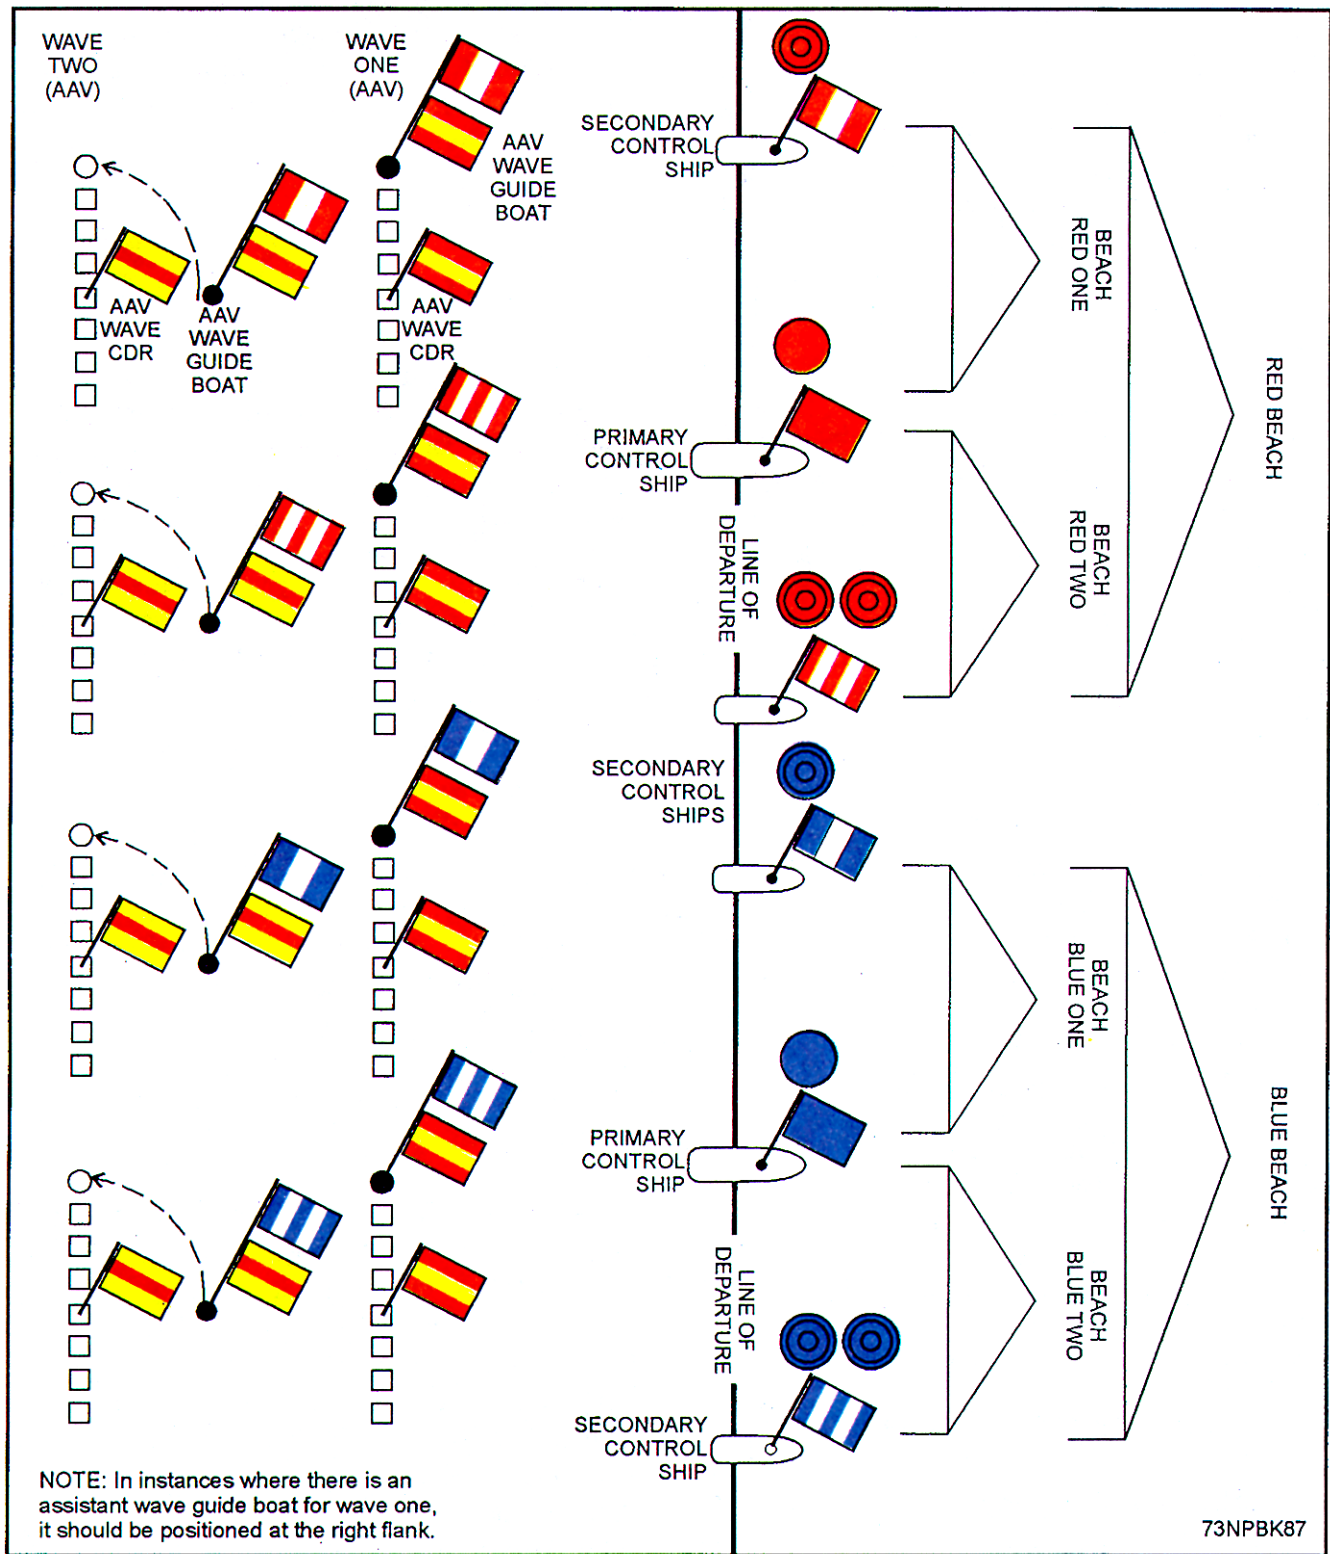 WAVE
TWO
(AAV)
WAVE
ONE
(AAV)
AAV
WAVE
GUIDE
BOAT
AAV
WAVE
CDR
AAV
WAVE
GUIDE
BOAT
AAV
WAVE
CDR
SECONDARY
CONTROL
SHIP
PRIMARY
CONTROL
SHIP
LINE OF
DEPARTURE
SECONDARY
CONTROL
SHIPS
PRIMARY
CONTROL
SHIP
LINE OF
DEPARTURE
SECONDARY
CONTROL
SHIP
BEACH
RED ONE
BEACH
RED TWO
RED BEACH
BEACH
BLUE ONE
BEACH
BLUE TWO
BLUE BEACH
NOTE: In instances where there is an
assistant wave guide boat for wave one,
it should be positioned at the right flank.
73NPBK87